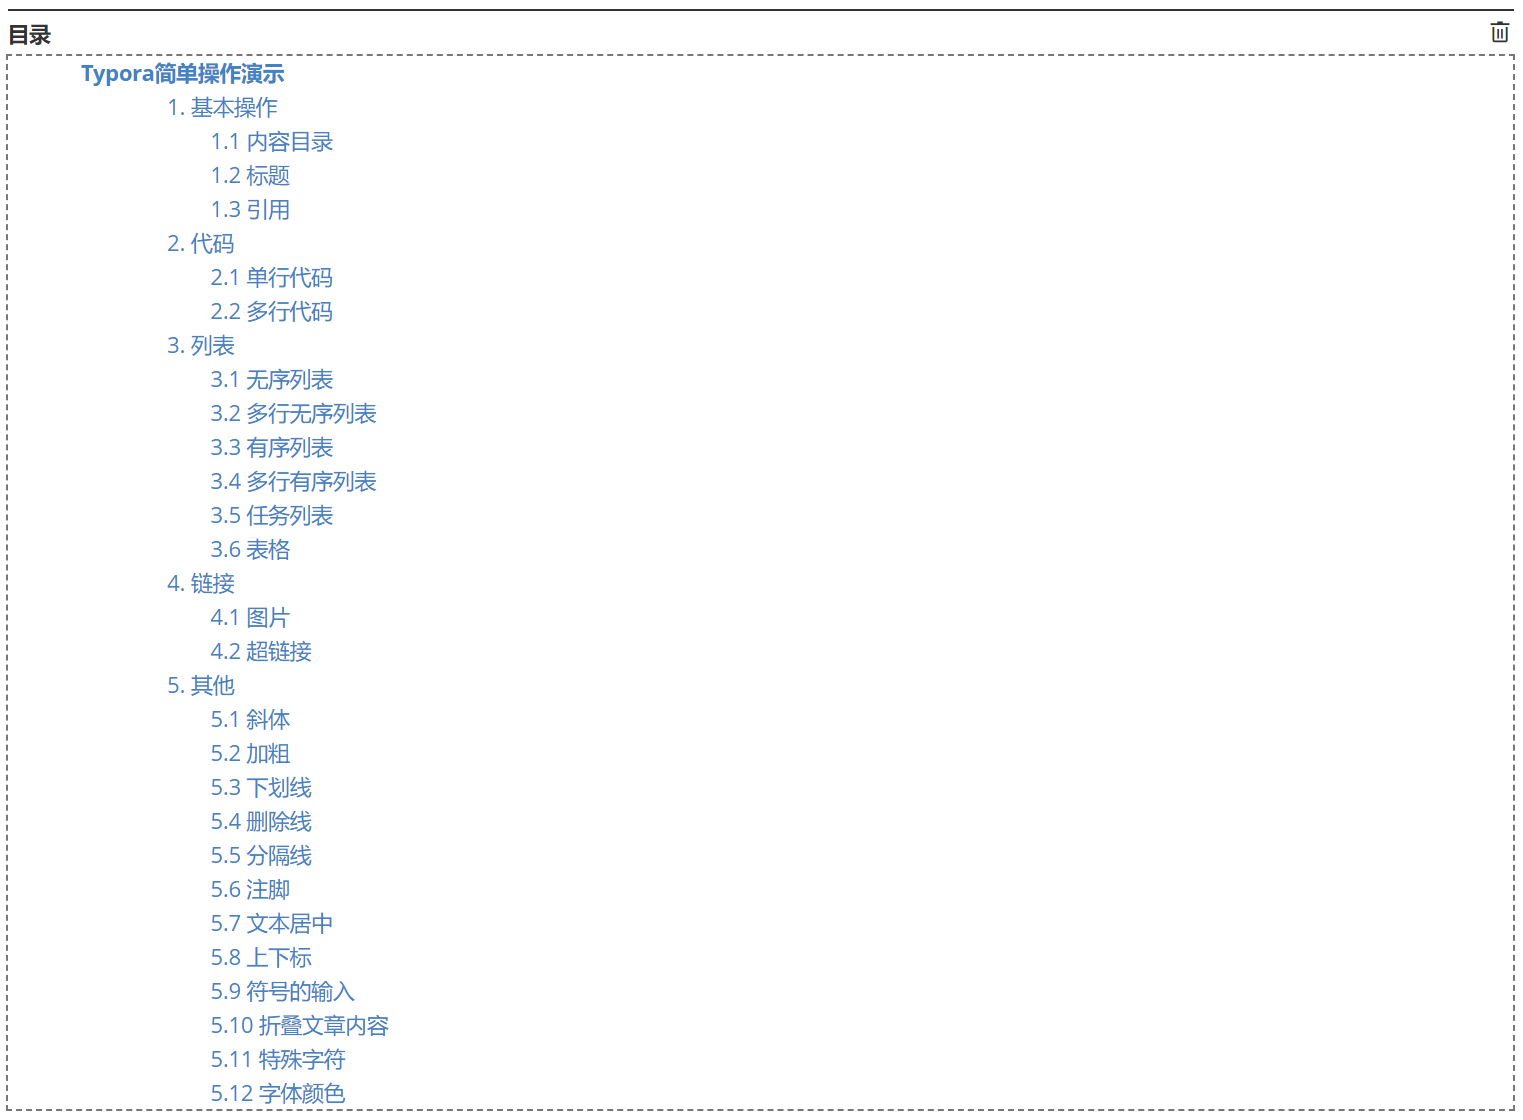 目录
Typora简单操作演示
1. 基本操作
1.1 内容目录
1.2 标题
1.3 引用
2. 代码
2.1 单行代码
2.2 多行代码
3. 列表
3.1 无序列表
3.2 多行无序列表
3.3 有序列表
3.4 多行有序列表
3.5 任务列表
3.6 表格
4. 链接
4.1 图片
4.2 超链接
5. 其他
5.1 斜体
5.2 加粗
5.3 下划线
5.4 删除线
5.5 分隔线
5.6 注脚
5.7 文本居中
5.8 上下标
5.9 符号的输入
5.10 折叠文章内容
5.11 特殊字符
5.12 字体颜色